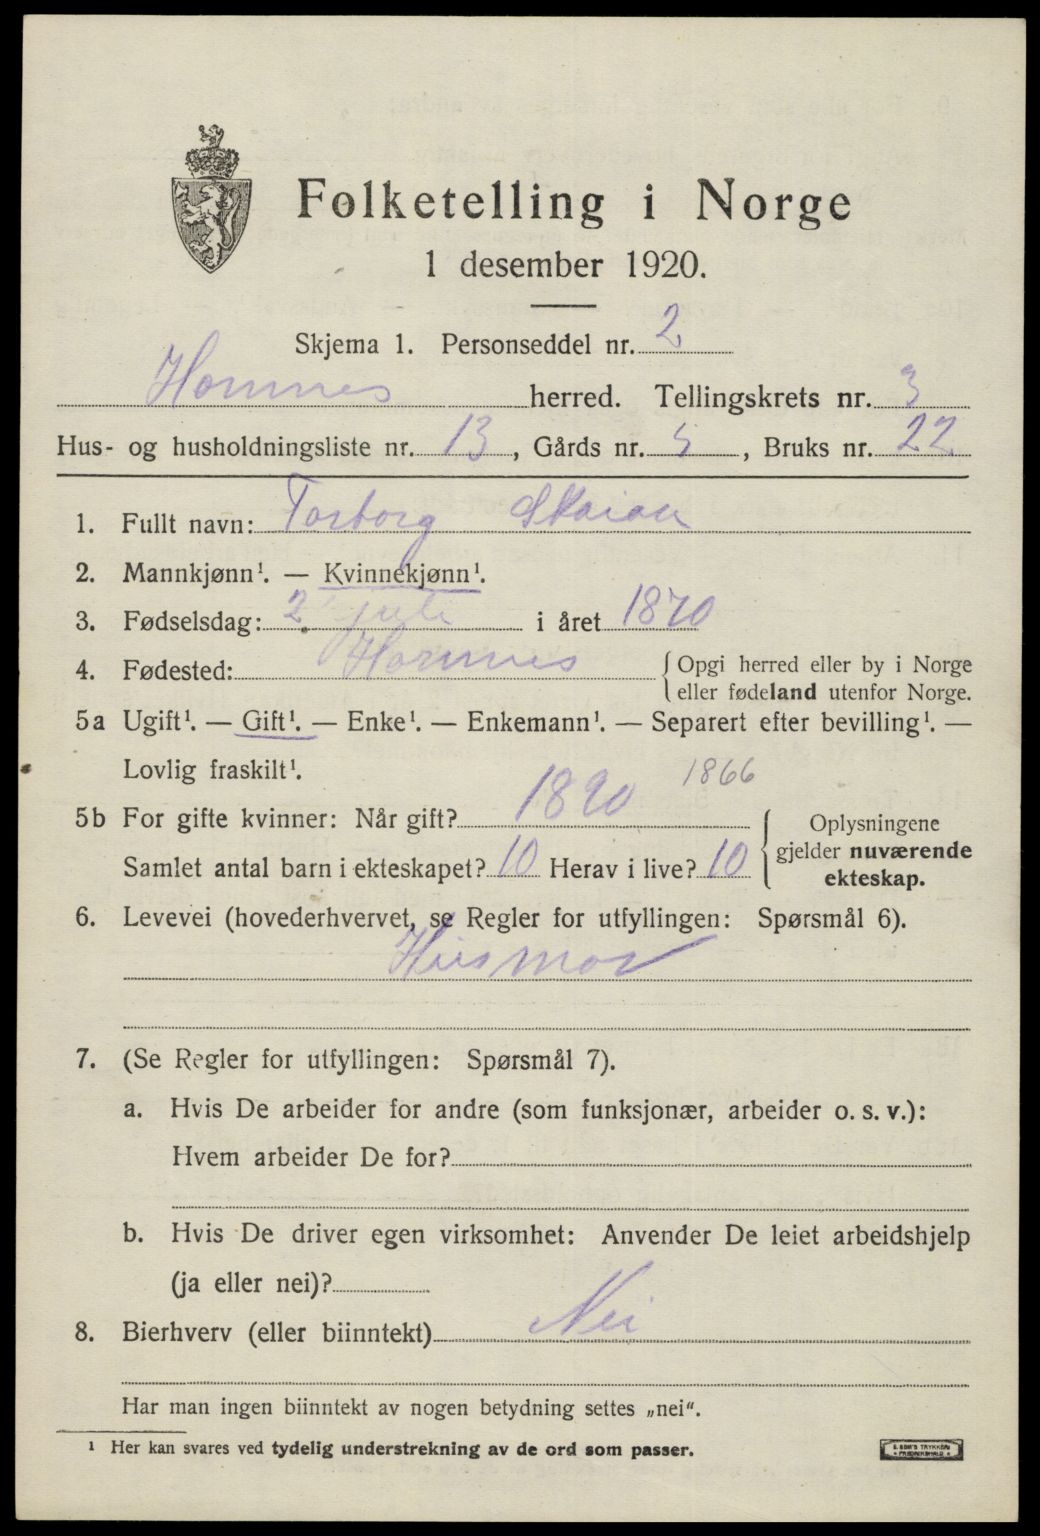 Folketelling i Norge
1 desember 1920.
Skjema 1. Personseddel nr. 2
Hornnes herred. Tellingskrets nr. 3
Hus- og husholdningsliste nr. 13, Gårds nr. 5, Bruks nr. 22
1. Fullt navn: Torborg Skaiaa
2. Mannkjønn¹. — Kvinnekjønn¹.
3. Fødselsdag: 2. juli i året 1870
4. Fødested: Hornnes { Opgi herred eller by i Norge
eller fødeland utenfor Norge.
5a Ugift¹. — Gift¹. — Enke¹. — Enkemann¹. — Separert efter bevilling¹. —
Lovlig fraskilt¹.
1866
5b For gifte kvinner: Når gift? 1890
Samlet antal barn i ekteskapet? 10 Herav i live? 10
Oplysningene
gjelder nuværende
ekteskap.
6. Levevei (hovederhvervet, se Regler for utfyllingen: Spørsmål 6).
Husmor
7. (Se Regler for utfyllingen: Spørsmål 7).
a. Hvis De arbeider for andre (som funksjonær, arbeider o. s. v.):
Hvem arbeider De for?
b. Hvis De driver egen virksomhet: Anvender De leiet arbeidshjelp
(ja eller nei)?
8. Bierhverv (eller biinntekt) Nei
Har man ingen biinntekt av nogen betydning settes „nei“.
¹ Her kan svares ved tydelig understrekning av de ord som passer.